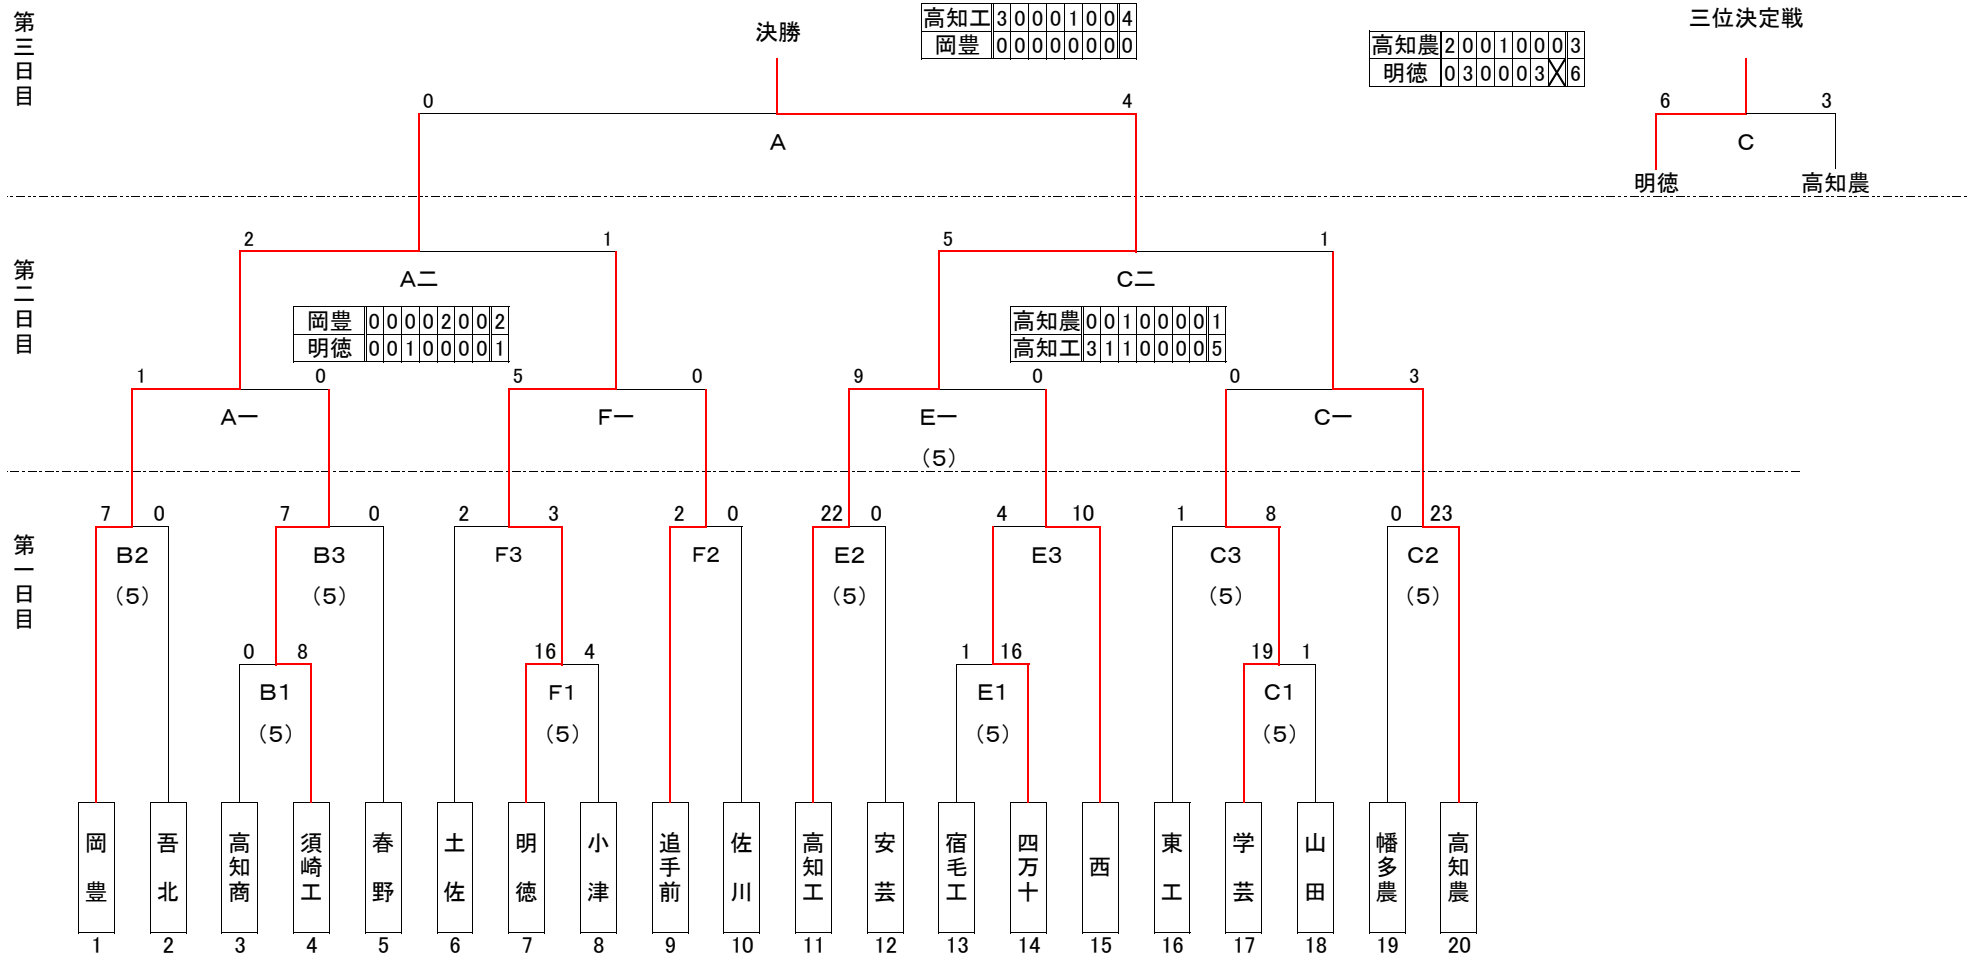 第三日目
決勝
高知工 3 0 0 0 1 0 0 4
岡豊 0 0 0 0 0 0 0 0
高知農 2 0 0 1 0 0 0 3
明徳 0 3 0 0 0 3 X 6
三位決定戦
0 4
A
6 3
C
明徳 高知農
第二日目
2 1 5 1
A二 C二
岡豊 0 0 0 0 2 0 0 2
明徳 0 0 1 0 0 0 0 1
高知農 0 0 1 0 0 0 0 1
高知工 3 1 1 0 0 0 0 5
1 0 5 0 9 0 0 3
A一 F一 E一 C一
(5)
第一日目
7 0 7 0 2 3 2 0 22 0 4 10 1 8 0 23
B2 B3 F3 F2 E2 E3 C3 C2
(5) (5) (5) (5) (5)
0 8 16 4 1 16 19 1
B1 F1 E1 C1
(5) (5) (5) (5)
岡豊 吾北 高知商 須崎工 春野 土佐 明徳 小津 追手前 佐川 高知工 安芸 宿毛工 四万十 西 東工 学芸 山田 幡多農 高知農
1 2 3 4 5 6 7 8 9 10 11 12 13 14 15 16 17 18 19 20